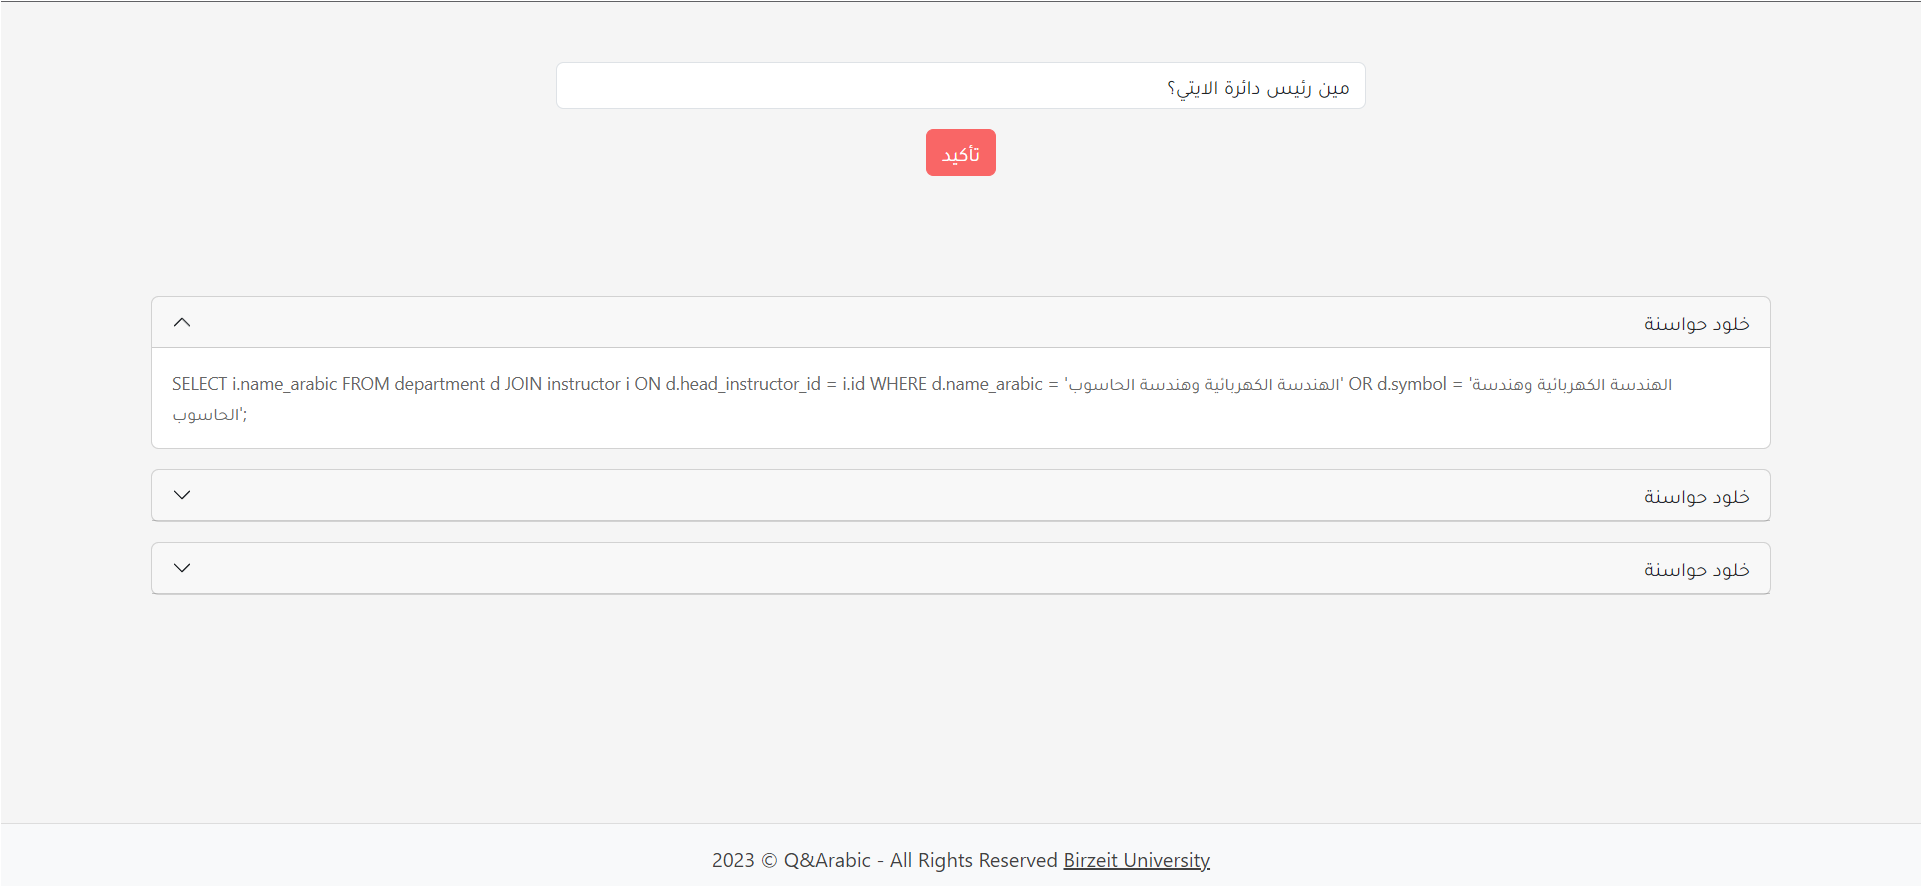 مين رئيس دائرة الايتي؟
تأكيد
خلود حواسنة
SELECT i.name_arabic FROM department d JOIN instructor i ON d.head_instructor_id = i.id WHERE d.name_arabic = 'الهندسة الكهربائية وهندسة الحاسوب' OR d.symbol = 'الهندسة الكهربائية وهندسة
الحاسوب';
خلود حواسنة
خلود حواسنة
2023 © Q&Arabic - All Rights Reserved Birzeit University